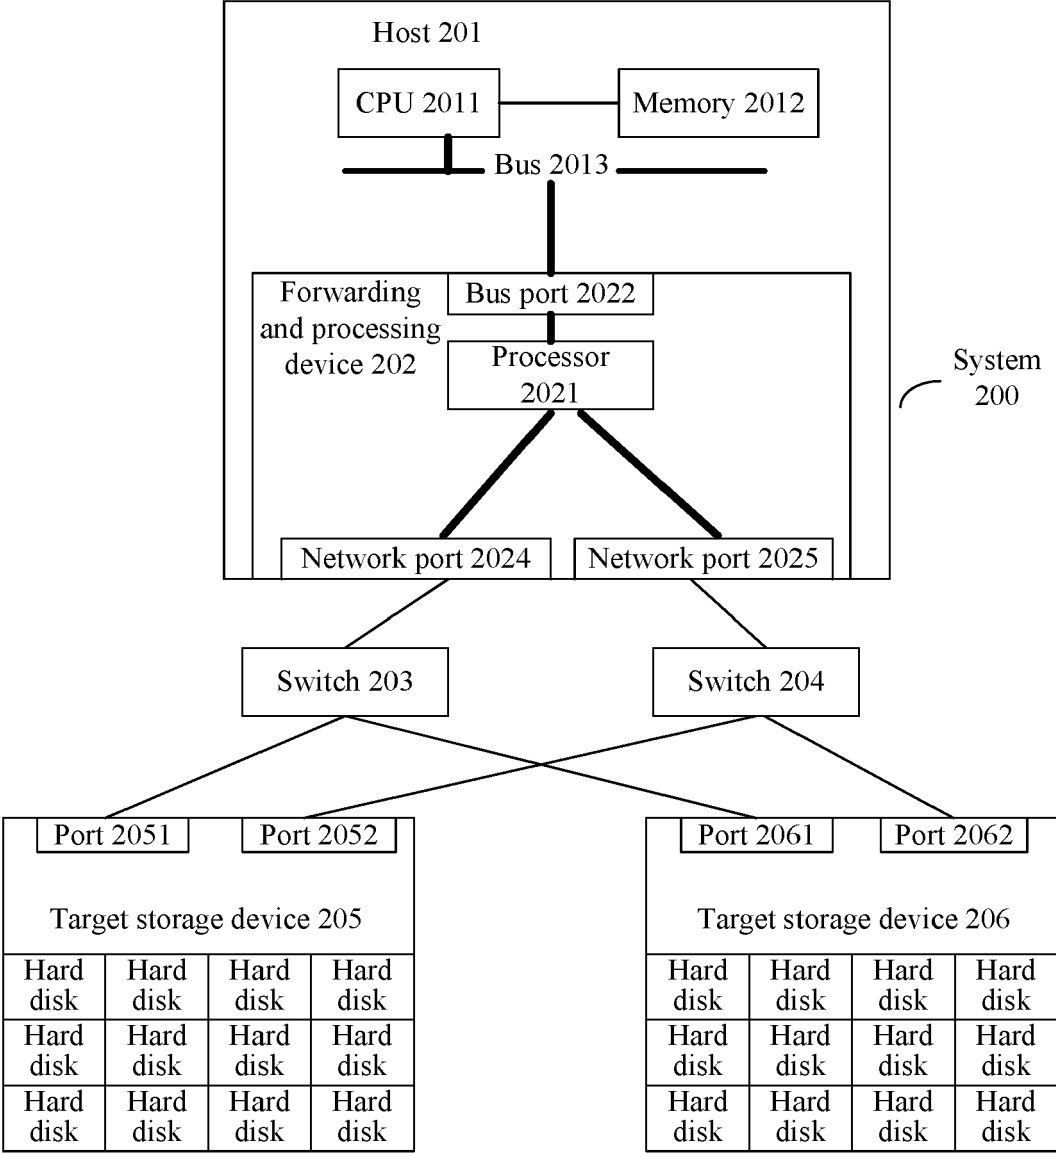 Host 201
CPU 2011
Memory 2012
Bus 2013
Forwarding
and processing
device 202
Bus port 2022
Processor
2021
System
200
Network port 2024
Network port 2025
Switch 203
Switch 204
Port 2051
Port 2052
Port 2061
Port 2062
Target storage device 205
Target storage device 206
Hard
disk
Hard
disk
Hard
disk
Hard
disk
Hard
disk
Hard
disk
Hard
disk
Hard
disk
Hard
disk
Hard
disk
Hard
disk
Hard
disk
Hard
disk
Hard
disk
Hard
disk
Hard
disk
Hard
disk
Hard
disk
Hard
disk
Hard
disk
Hard
disk
Hard
disk
Hard
disk
Hard
disk